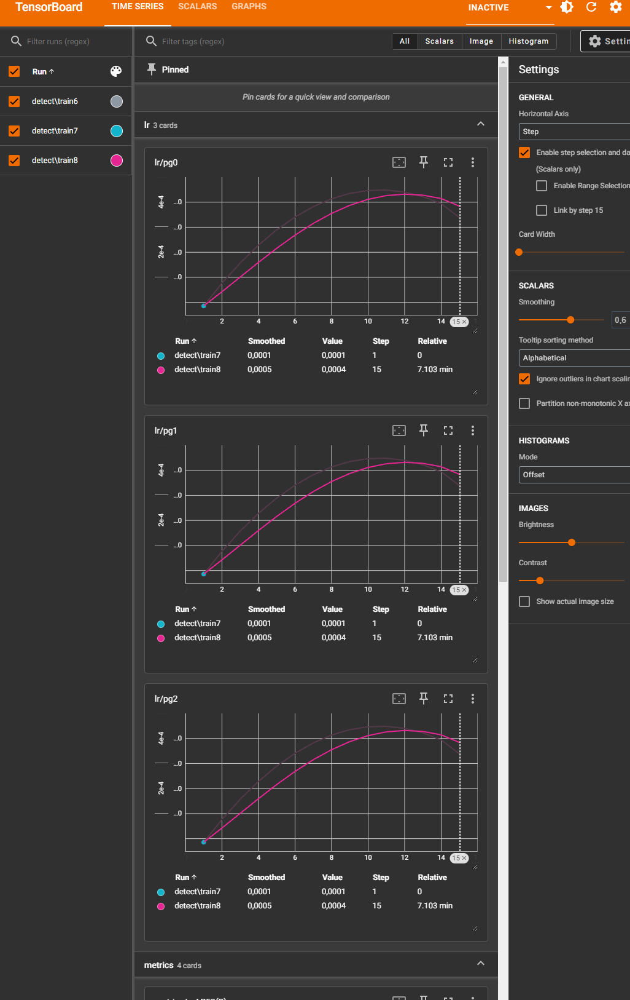 TensorBoard
TIME SERIES
SCALARS
GRAPHS
INACTIVE
Filter runs (regex)
Filter tags (regex)
All
Scalars
Image
Histogram
Run
detect\train6
detect\train7
detect\train8
Pinned
Pin cards for a quick view and comparison
lr 3 cards
lr/pg0
4e-4
...0
...0
2e-4
...0
...0
2 4 6 8 10 12 14 15 ×
Run Smoothed Value Step Relative
detect\train7 0,0001 0,0001 1 0
detect\train8 0,0005 0,0004 15 7.103 min
lr/pg1
4e-4
...0
...0
2e-4
...0
...0
2 4 6 8 10 12 14 15 ×
Run Smoothed Value Step Relative
detect\train7 0,0001 0,0001 1 0
detect\train8 0,0005 0,0004 15 7.103 min
lr/pg2
4e-4
...0
...0
2e-4
...0
...0
2 4 6 8 10 12 14 15 ×
Run Smoothed Value Step Relative
detect\train7 0,0001 0,0001 1 0
detect\train8 0,0005 0,0004 15 7.103 min
metrics 4 cards
Settings
GENERAL
Horizontal Axis
Step
Enable step selection and da
(Scalars only)
Enable Range Selection
Link by step 15
Card Width
SCALARS
Smoothing
0,6
Tooltip sorting method
Alphabetical
Ignore outliers in chart scalin
Partition non-monotonic X ax
HISTOGRAMS
Mode
Offset
IMAGES
Brightness
Contrast
Show actual image size